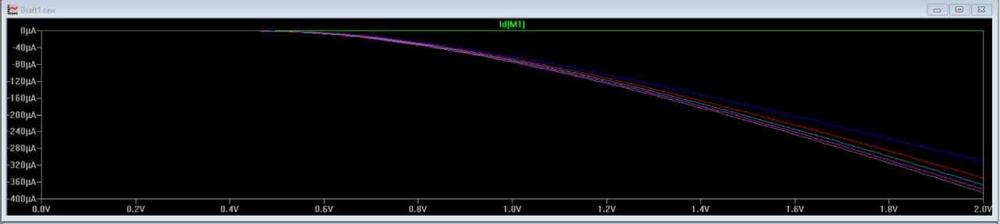 Draft1.raw
Id(M1)
0µA
-40µA
-80µA
-120µA
-160µA
-200µA
-240µA
-280µA
-320µA
-360µA
-400µA
0.0V 0.2V 0.4V 0.6V 0.8V 1.0V 1.2V 1.4V 1.6V 1.8V 2.0V